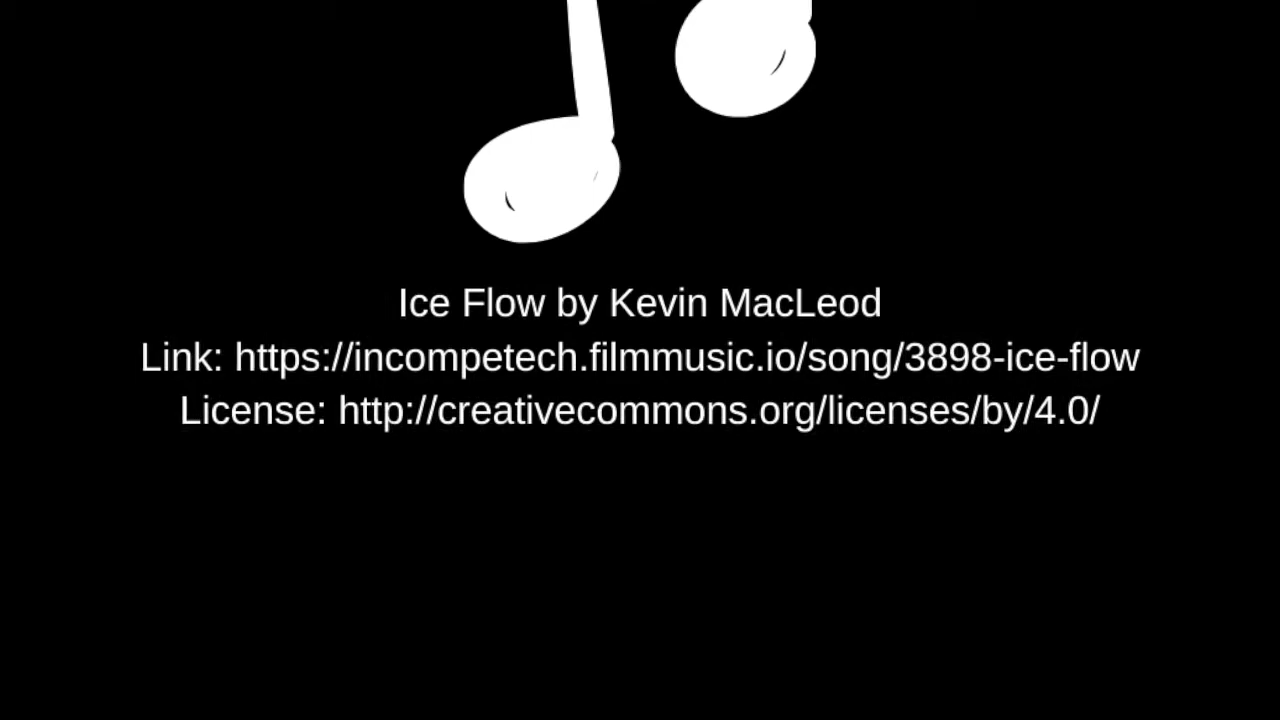 Ice Flow by Kevin MacLeod
Link: https://incompetech.filmmusic.io/song/3898-ice-flow
License: http://creativecommons.org/licenses/by/4.0/